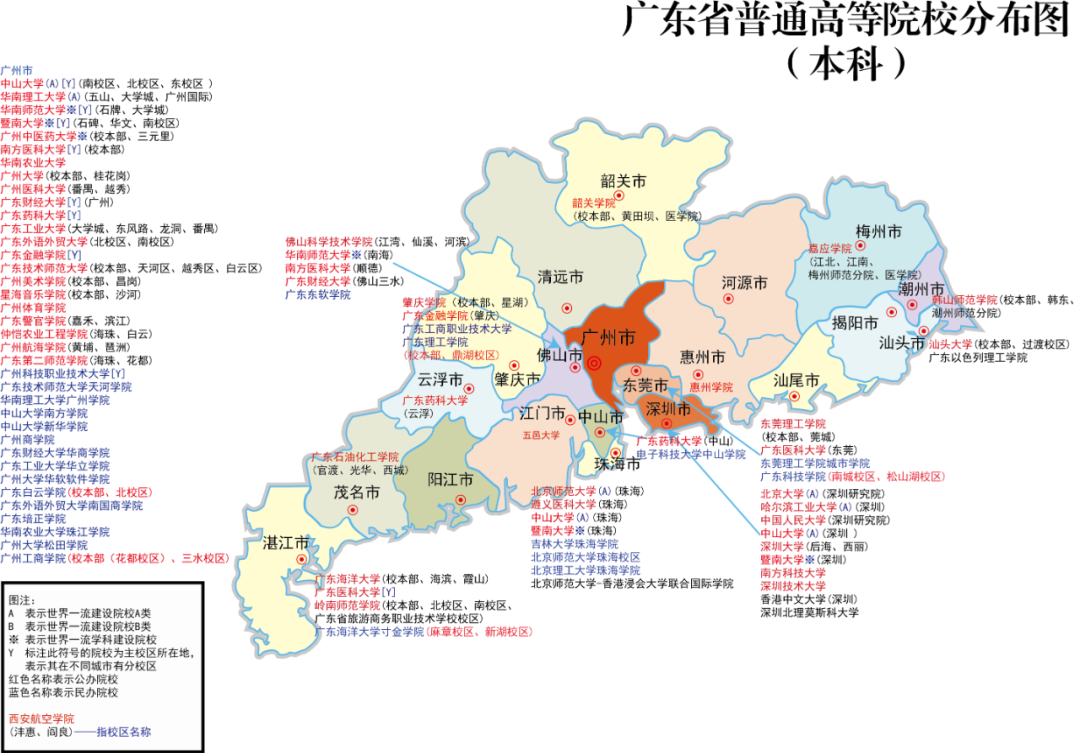 广东省普通高等院校分布图
（本科）
广州市
中山大学(A)[Y](南校区、北校区、东校区 )
华南理工大学(A)(五山、大学城、广州国际)
华南师范大学※[Y](石牌、大学城)
暨南大学※[Y](石碑、华文、南校区)
广州中医药大学※(校本部、三元里)
南方医科大学[Y](校本部)
华南农业大学
广州大学(校本部、桂花岗)
广州医科大学(番禺、越秀)
广东财经大学[Y](广州)
广东药科大学[Y]
广东工业大学(大学城、东风路、龙洞、番禺)
广东外语外贸大学(北校区、南校区)
广东金融学院[Y]
广东技术师范大学(校本部、天河区、越秀区、白云区)
广州美术学院(校本部、昌岗)
星海音乐学院(校本部、沙河)
广州体育学院
广东警官学院(嘉禾、滨江)
仲恺农业工程学院(海珠、白云)
广州航海学院(黄埔、琶洲)
广东第二师范学院(海珠、花都)
广州科技职业技术大学[Y]
广东技术师范大学天河学院
华南理工大学广州学院
中山大学南方学院
中山大学新华学院
广州商学院
广东财经大学华商学院
广东工业大学华立学院
广州大学华软软件学院
广东白云学院(校本部、北校区)
广东外语外贸大学南国商学院
广东培正学院
华南农业大学珠江学院
广州大学松田学院
广州工商学院(校本部（花都校区）、三水校区)
佛山科学技术学院(江湾、仙溪、河滨)
华南师范大学※(南海)
南方医科大学(顺德)
广东财经大学(佛山三水)
广东东软学院
肇庆学院（校本部、星湖)
广东金融学院(肇庆)
广东工商职业技术大学
广东理工学院
(校本部、鼎湖校区)
韶关市
韶关学院
(校本部、黄田坝、医学院)
清远市
河源市
梅州市
嘉应学院
(江北、江南、
梅州师范分院、医学院)
潮州市
韩山师范学院(校本部、韩东、
潮州师范分院)
揭阳市
汕头市
汕头大学(校本部、过渡校区)
广东以色列理工学院
汕尾市
广州市
惠州市
惠州学院
佛山市
肇庆市
云浮市
广东药科大学
(云浮)
东莞市
深圳市
江门市
五邑大学
中山市
广东药科大学(中山)
电子科技大学中山学院
珠海市
阳江市
广东石油化工学院
(官渡、光华、西城)
茂名市
湛江市
东莞理工学院
(校本部、莞城)
广东医科大学(东莞)
东莞理工学院城市学院
广东科技学院(南城校区、松山湖校区)
北京大学(A)(深圳研究院)
哈尔滨工业大学(A)(深圳)
中国人民大学(深圳研究院)
中山大学(A)(深圳 )
深圳大学(后海、西丽)
暨南大学※(深圳)
南方科技大学
深圳技术大学
香港中文大学(深圳)
深圳北理莫斯科大学
北京师范大学(A)(珠海)
遵义医科大学(珠海)
中山大学(A)(珠海)
暨南大学※(珠海)
吉林大学珠海学院
北京师范大学珠海校区
北京理工大学珠海学院
北京师范大学-香港浸会大学联合国际学院
广东海洋大学(校本部、海滨、霞山)
广东医科大学[Y]
岭南师范学院(校本部、北校区、南校区、
广东省旅游商务职业技术学校校区)
广东海洋大学寸金学院(麻章校区、新湖校区)
图注:
A 表示世界一流建设院校A类
B 表示世界一流建设院校B类
※ 表示世界一流学科建设院校
Y 标注此符号的院校为主校区所在地，
表示其在不同城市有分校区
红色名称表示公办院校
蓝色名称表示民办院校
西安航空学院
(沣惠、阎良)——指校区名称